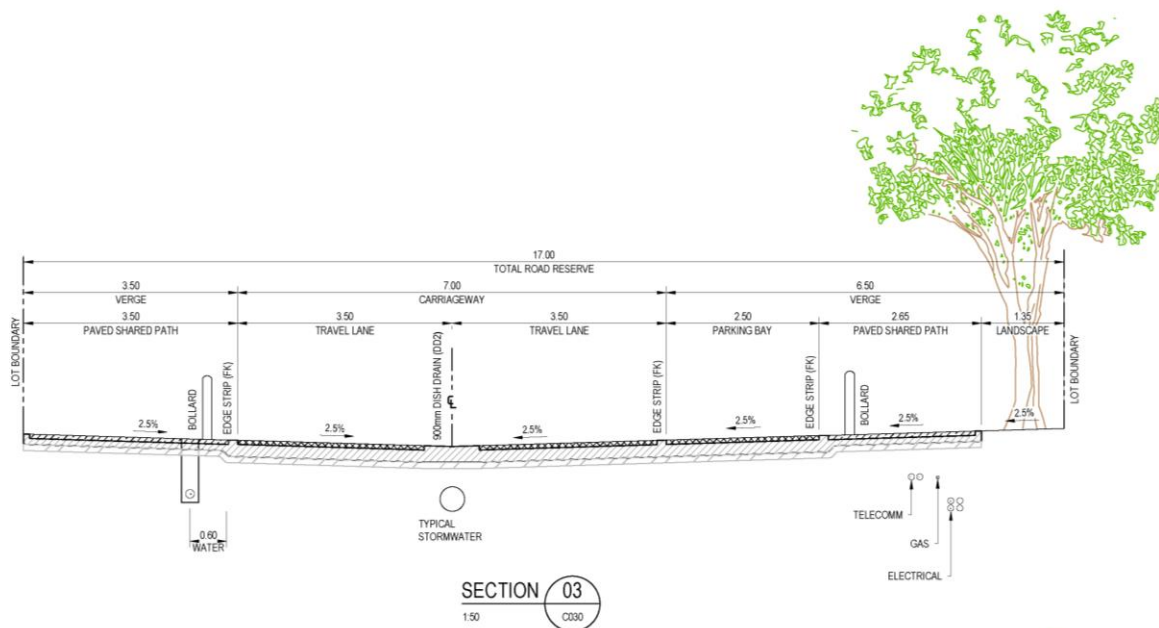 17.00
TOTAL ROAD RESERVE
3.50
VERGE
7.00
CARRIAGEWAY
6.50
VERGE
3.50
PAVED SHARED PATH
3.50
TRAVEL LANE
3.50
TRAVEL LANE
2.50
PARKING BAY
2.65
PAVED SHARED PATH
1.35
LANDSCAPE
LOT BOUNDARY
BOLLARD
EDGE STRIP (FK)
900mm DISH DRAIN (DD2)
CL
EDGE STRIP (FK)
EDGE STRIP (FK)
BOLLARD
LOT BOUNDARY
2.5%
2.5%
2.5%
2.5%
2.5%
2.5%
0.60
WATER
TYPICAL
STORMWATER
TELECOMM
GAS
ELECTRICAL
SECTION
03
1:50
C030